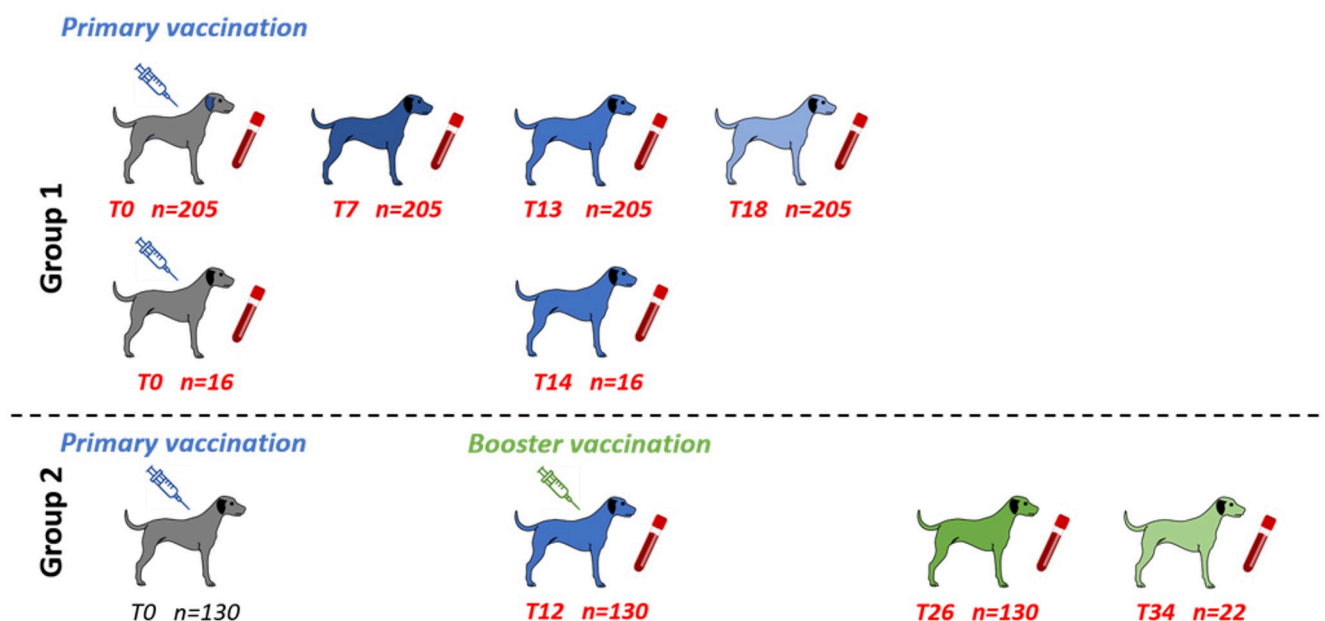 Primary vaccination
Group 1
T0 n=205
T7 n=205
T13 n=205
T18 n=205
T0 n=16
T14 n=16
Primary vaccination
Booster vaccination
Group 2
T0 n=130
T12 n=130
T26 n=130
T34 n=22